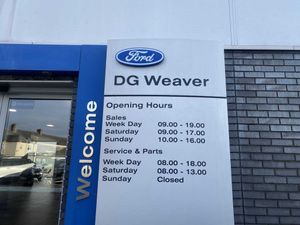 Ford
DG Weaver
Welcome
Opening Hours
Sales
Week Day 09.00 - 19.00
Saturday 09.00 - 17.00
Sunday 10.00 - 16.00
Service & Parts
Week Day 08.00 - 18.00
Saturday 08.00 - 13.00
Sunday Closed